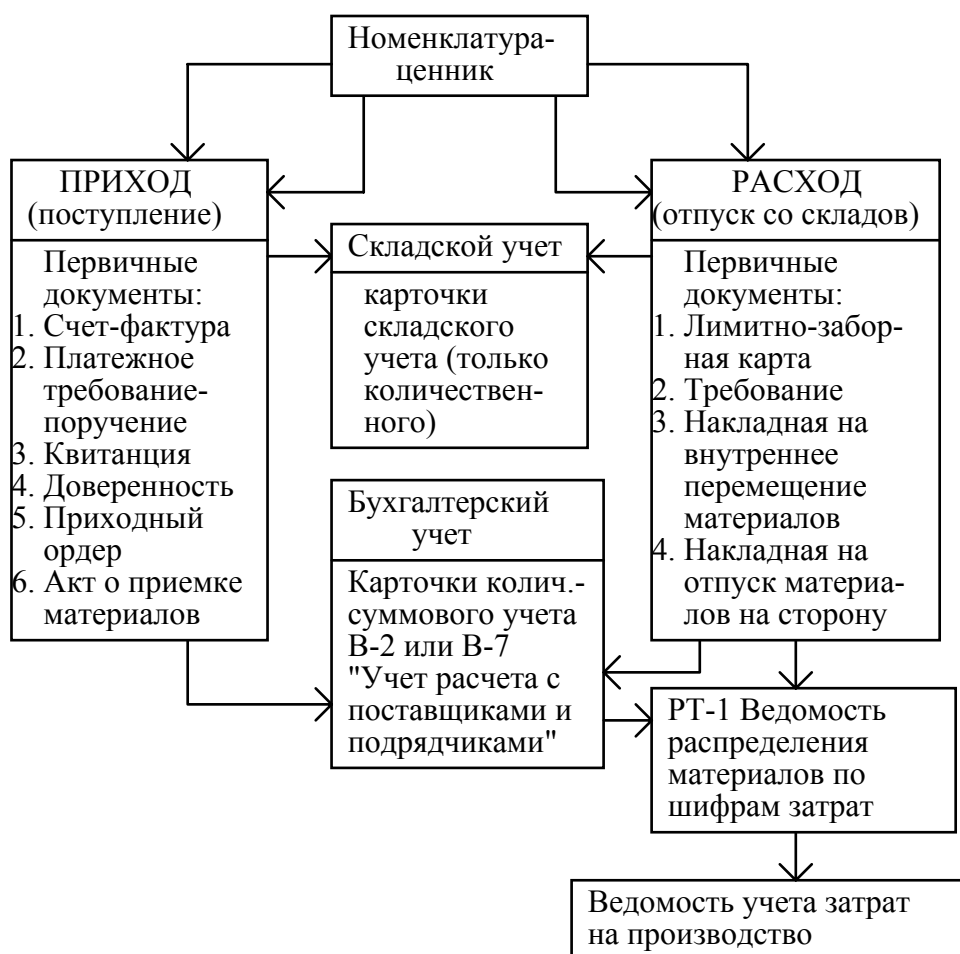 Номенклатура-
ценник
ПРИХОД
(поступление)
Первичные
документы:
1. Счет-фактура
2. Платежное
требование-
поручение
3. Квитанция
4. Доверенность
5. Приходный
ордер
6. Акт о приемке
материалов
Складской учет
карточки
складского
учета (только
количествен-
ного)
Бухгалтерский
учет
Карточки колич.-
суммового учета
В-2 или В-7
"Учет расчета с
поставщиками и
подрядчиками"
РАСХОД
(отпуск со складов)
Первичные
документы:
1. Лимитно-забор-
ная карта
2. Требование
3. Накладная на
внутреннее
перемещение
материалов
4. Накладная на
отпуск материа-
лов на сторону
РТ-1 Ведомость
распределения
материалов по
шифрам затрат
Ведомость учета затрат
на производство